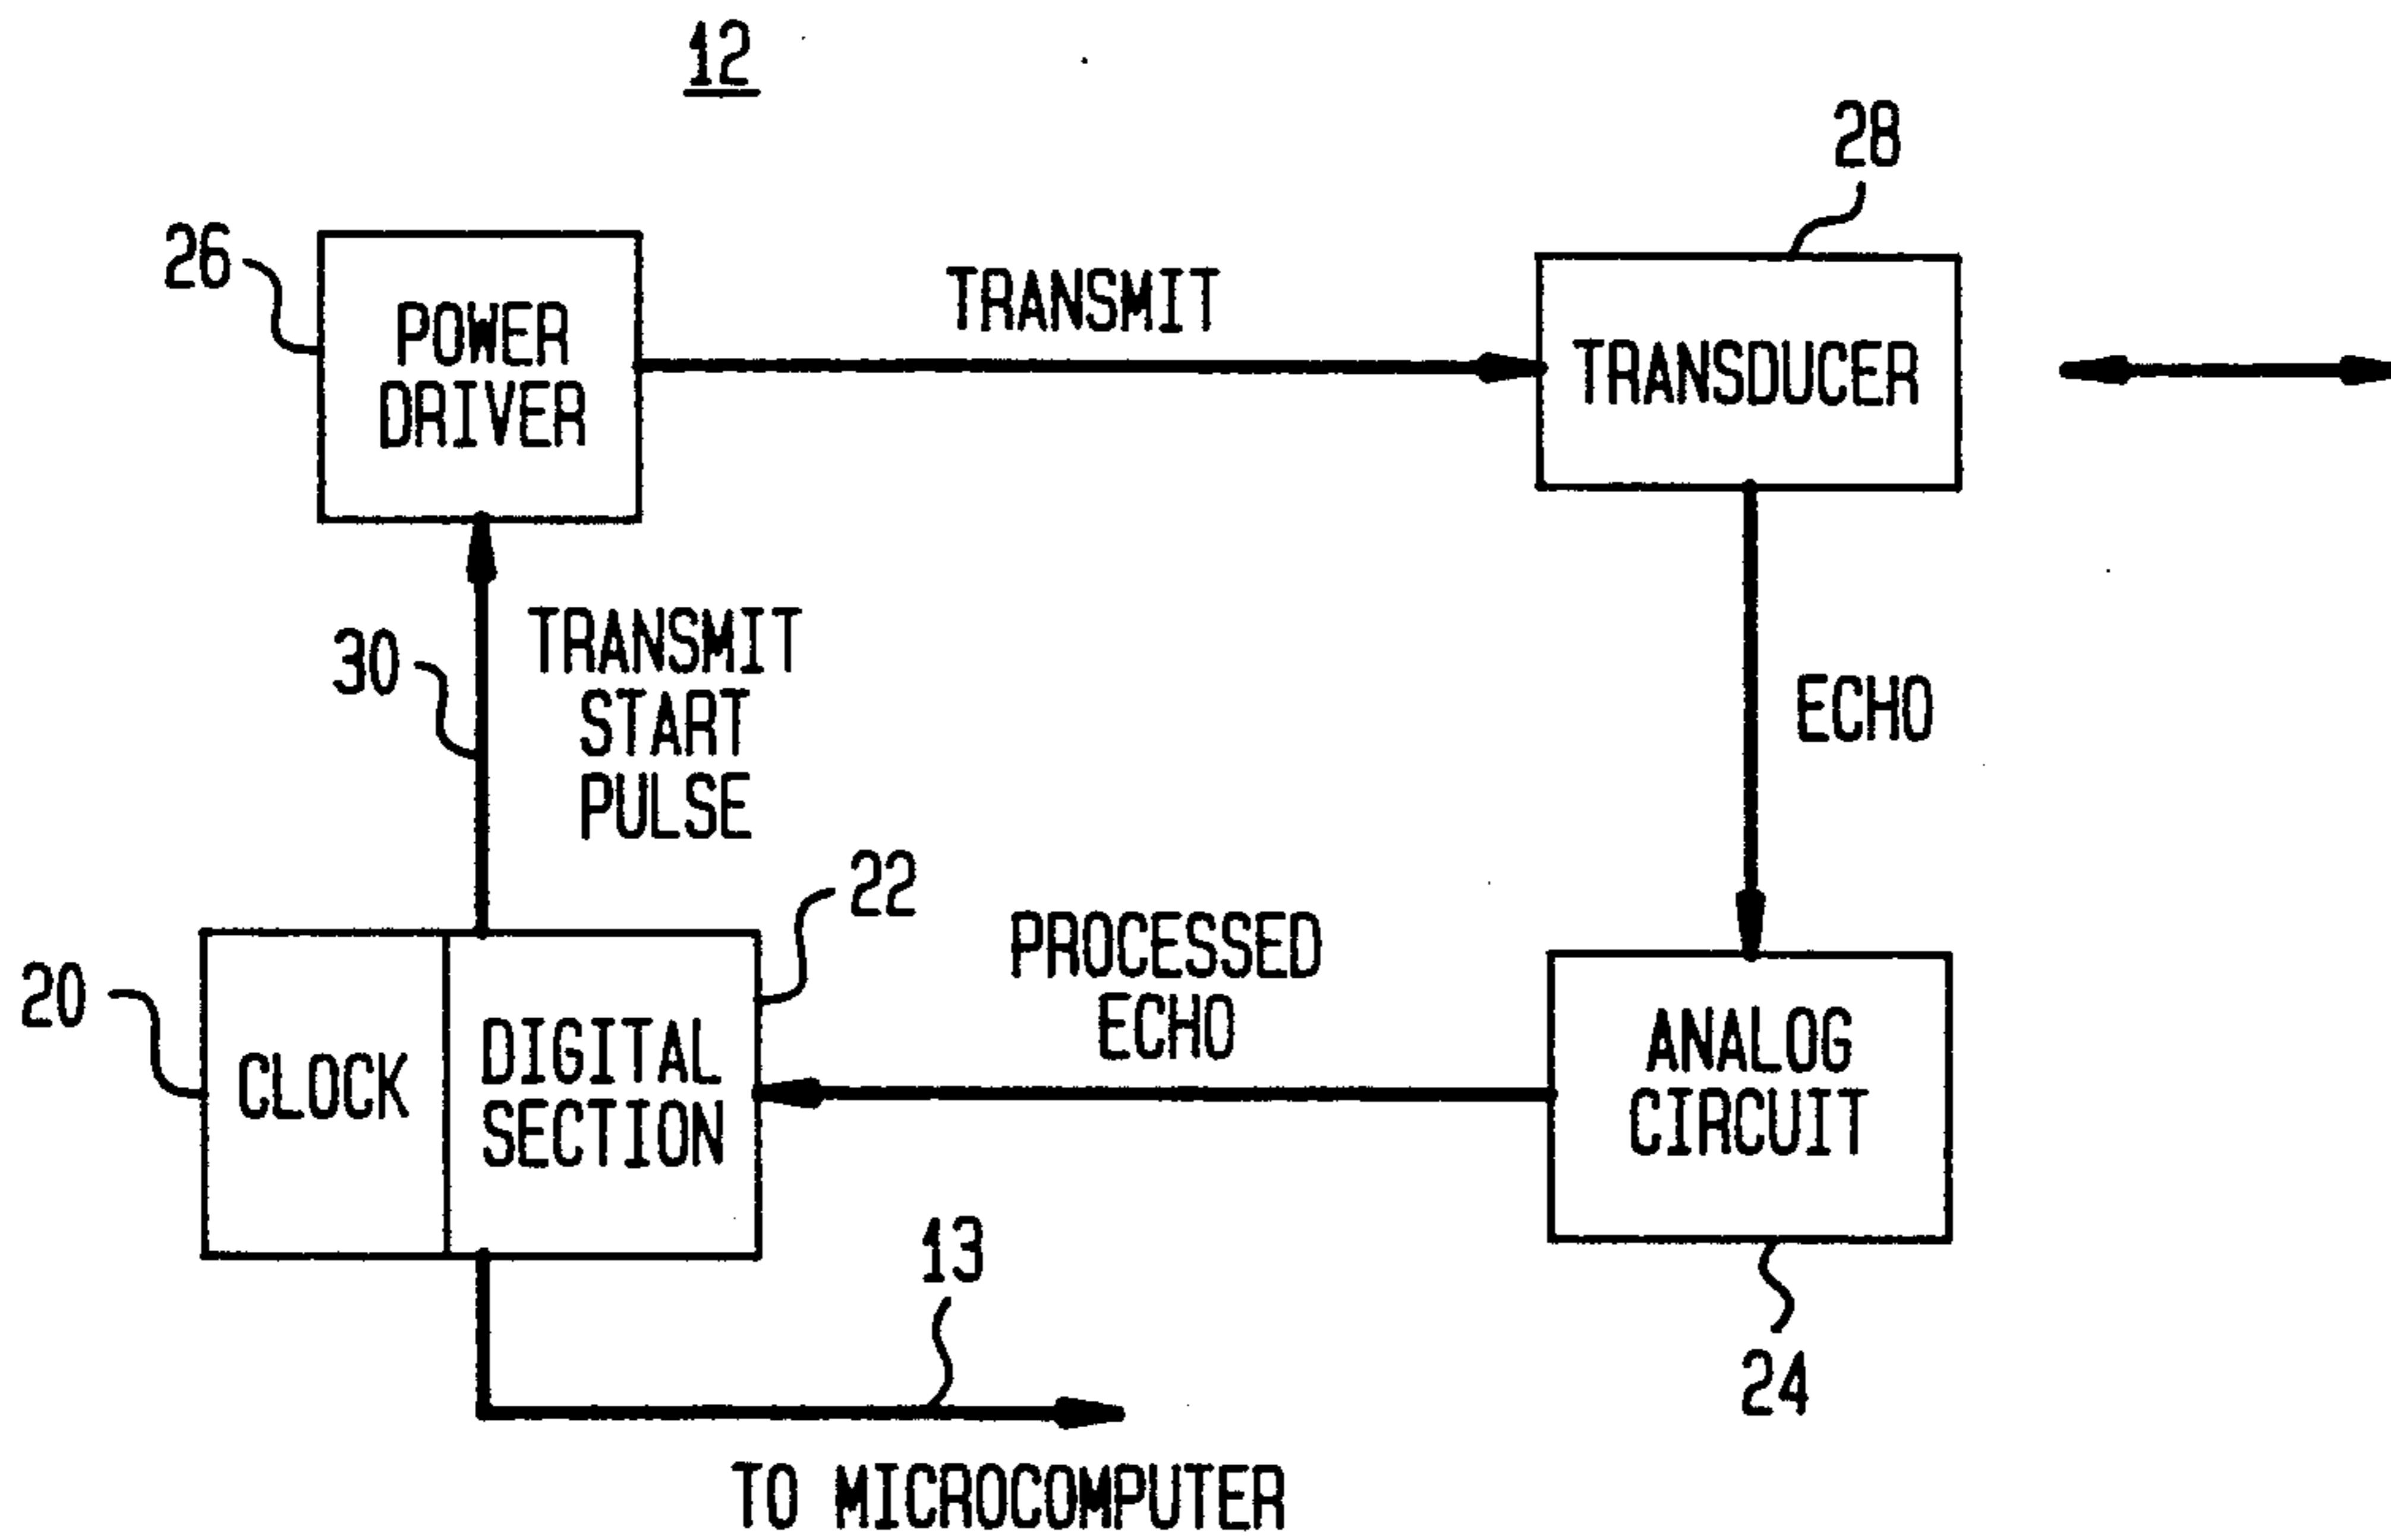 12
28
26
POWER
DRIVER
TRANSMIT
TRANSDUCER
30
TRANSMIT
START
PULSE
ECHO
22
20
CLOCK
DIGITAL
SECTION
PROCESSED
ECHO
ANALOG
CIRCUIT
13
24
TO MICROCOMPUTER